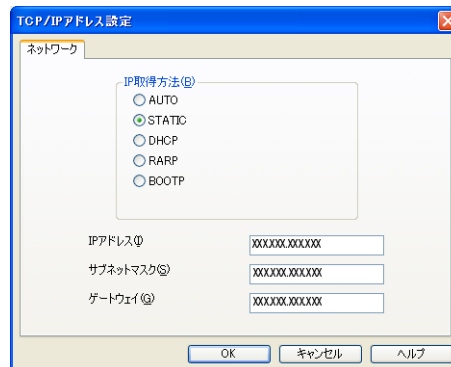 TCP/IPアドレス設定
ネットワーク
IP取得方法(B)
AUTO
STATIC
DHCP
RARP
BOOTP
IPアドレス(I) XXX.XXX.XXX.XXX
サブネットマスク(S) XXX.XXX.XXX.XXX
ゲートウェイ(G) XXX.XXX.XXX.XXX
OK キャンセル ヘルプ